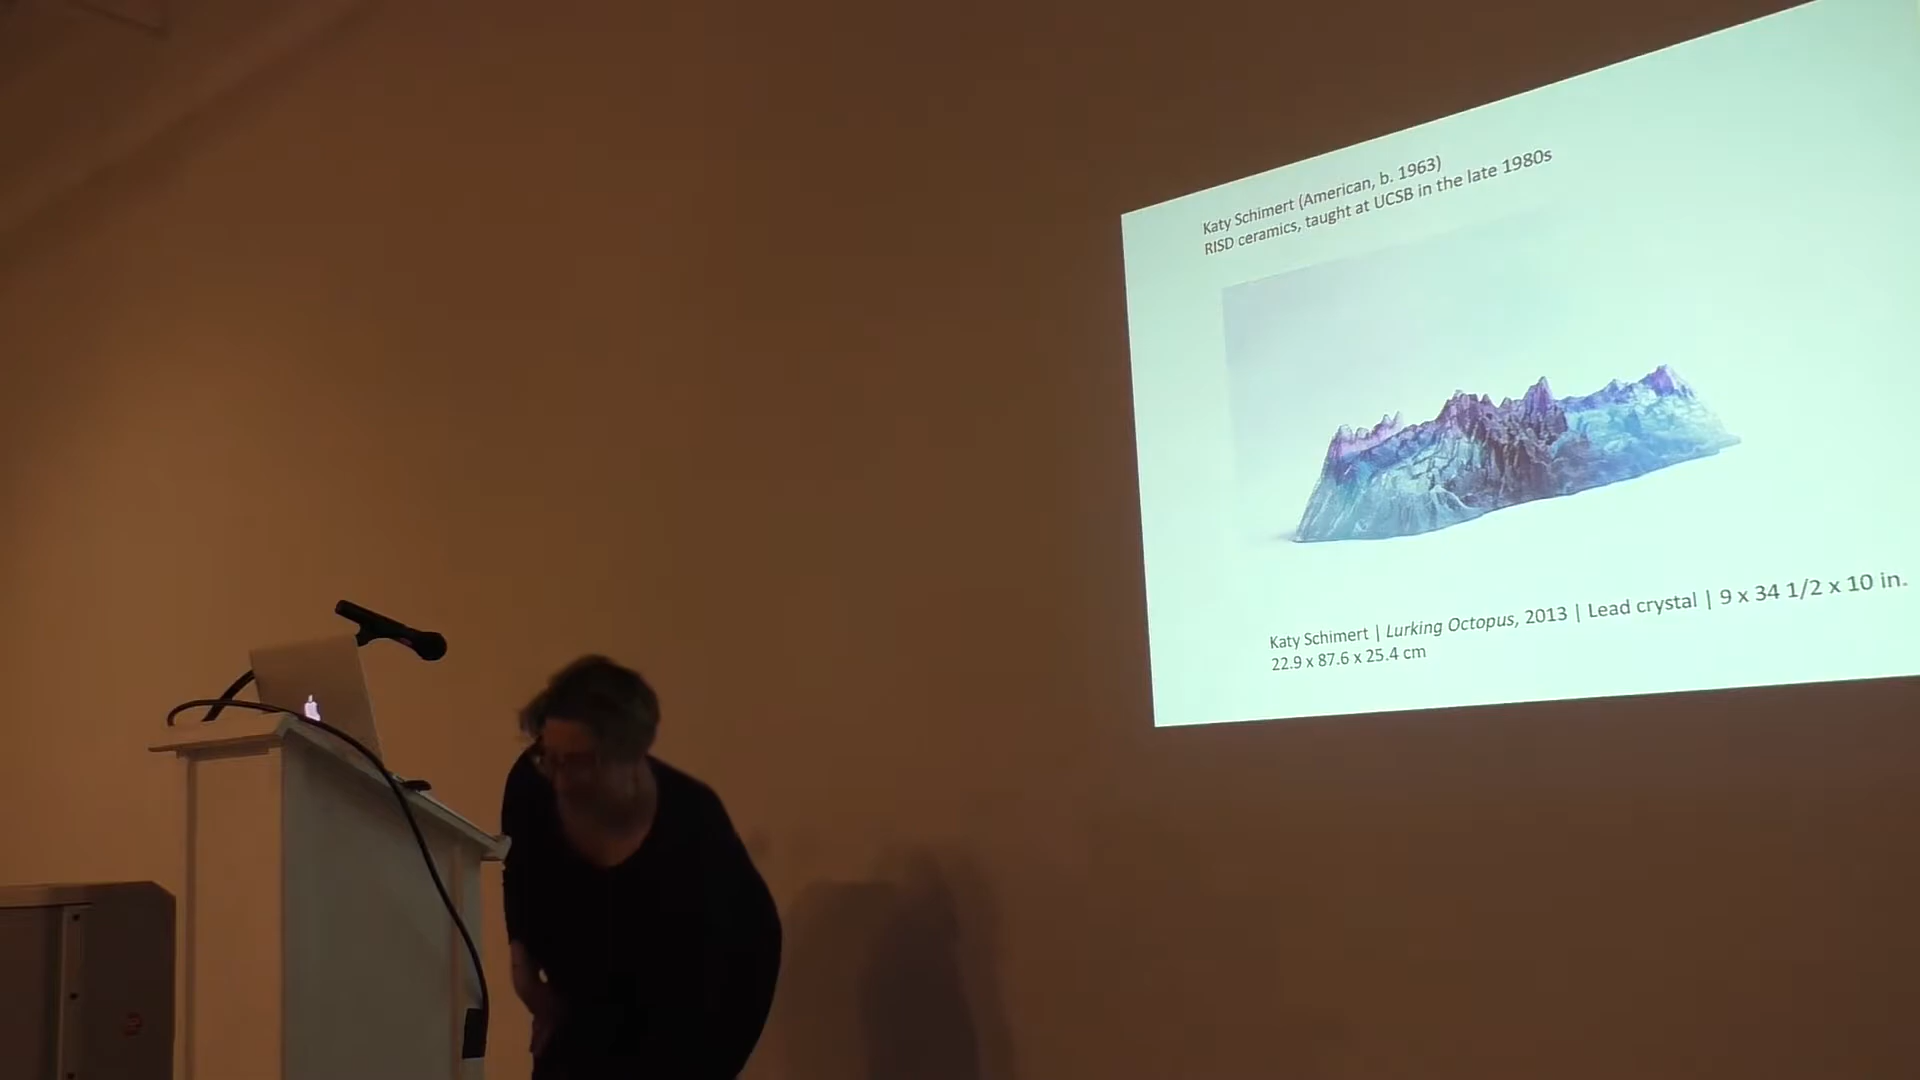 Katy Schimert (American, b. 1963)
RISD ceramics, taught at UCSB in the late 1980s
Katy Schimert | Lurking Octopus, 2013 | Lead crystal | 9 x 34 1/2 x 10 in.
22.9 x 87.6 x 25.4 cm